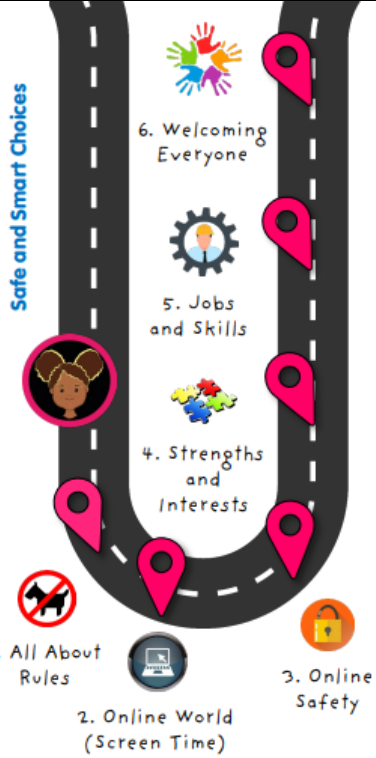 Safe and Smart Choices
All About
Rules
2. Online World
(Screen Time)
3. Online
Safety
4. Strengths
and
Interests
5. Jobs
and Skills
6. Welcoming
Everyone